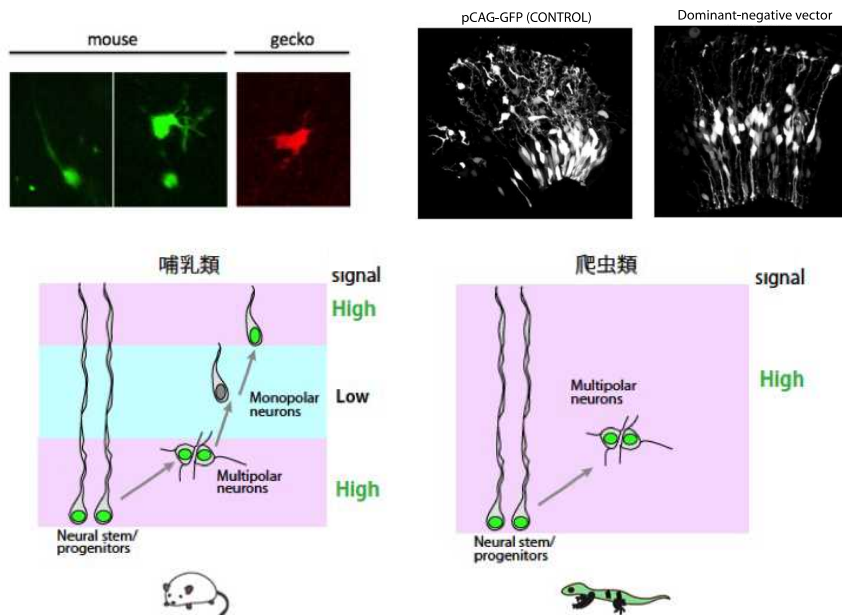 mouse
gecko
pCAG-GFP (CONTROL)
Dominant-negative vector
哺乳類
signal
High
Monopolar
neurons
Low
Multipolar
neurons
High
Neural stem/
progenitors
爬虫類
signal
High
Multipolar
neurons
Neural stem/
progenitors